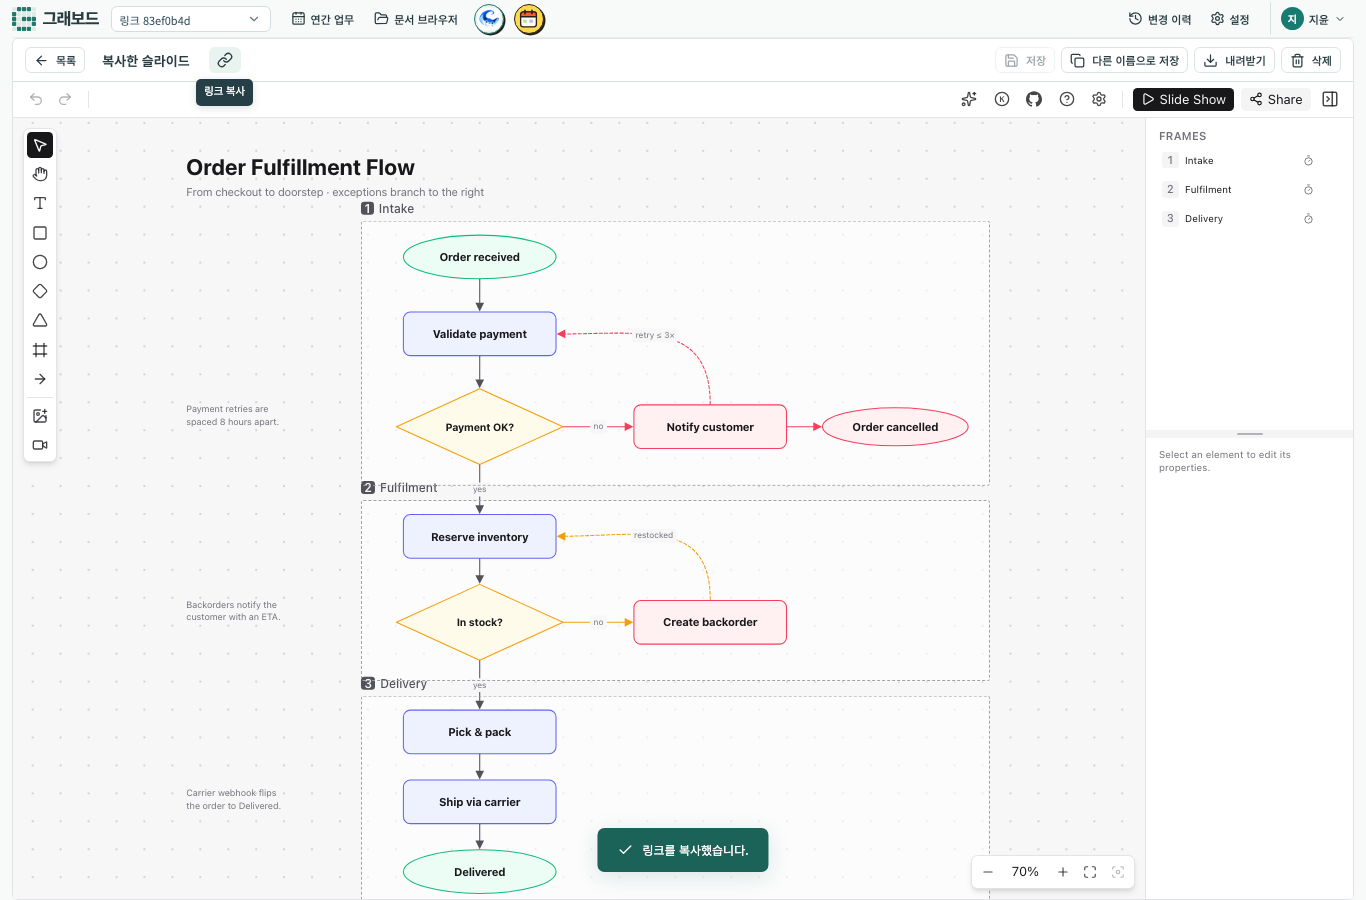 그래보드
링크 83ef0b4d
연간 업무
문서 브라우저
변경 이력
설정
지
지윤
목록
복사한 슬라이드
저장
다른 이름으로 저장
내려받기
삭제
링크 복사
K
Slide Show
Share
Order Fulfillment Flow
From checkout to doorstep · exceptions branch to the right
1 Intake
Order received
Validate payment
retry ≤ 3×
Payment retries are
spaced 8 hours apart.
Payment OK?
no
Notify customer
Order cancelled
yes
2 Fulfilment
Reserve inventory
restocked
Backorders notify the
customer with an ETA.
In stock?
no
Create backorder
yes
3 Delivery
Pick & pack
Carrier webhook flips
the order to Delivered.
Ship via carrier
Delivered
링크를 복사했습니다.
70%
FRAMES
1 Intake
2 Fulfilment
3 Delivery
Select an element to edit its
properties.